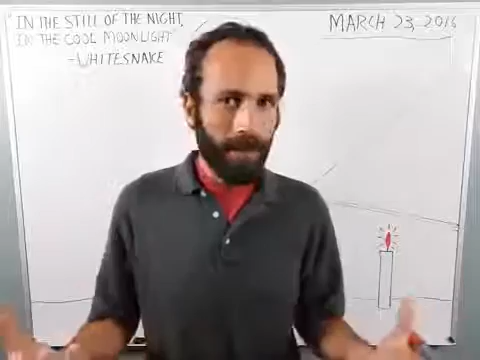 "IN THE STILL OF THE NIGHT,
IN THE COOL MOONLIGHT"
-WHITESNAKE
MARCH 23, 2016